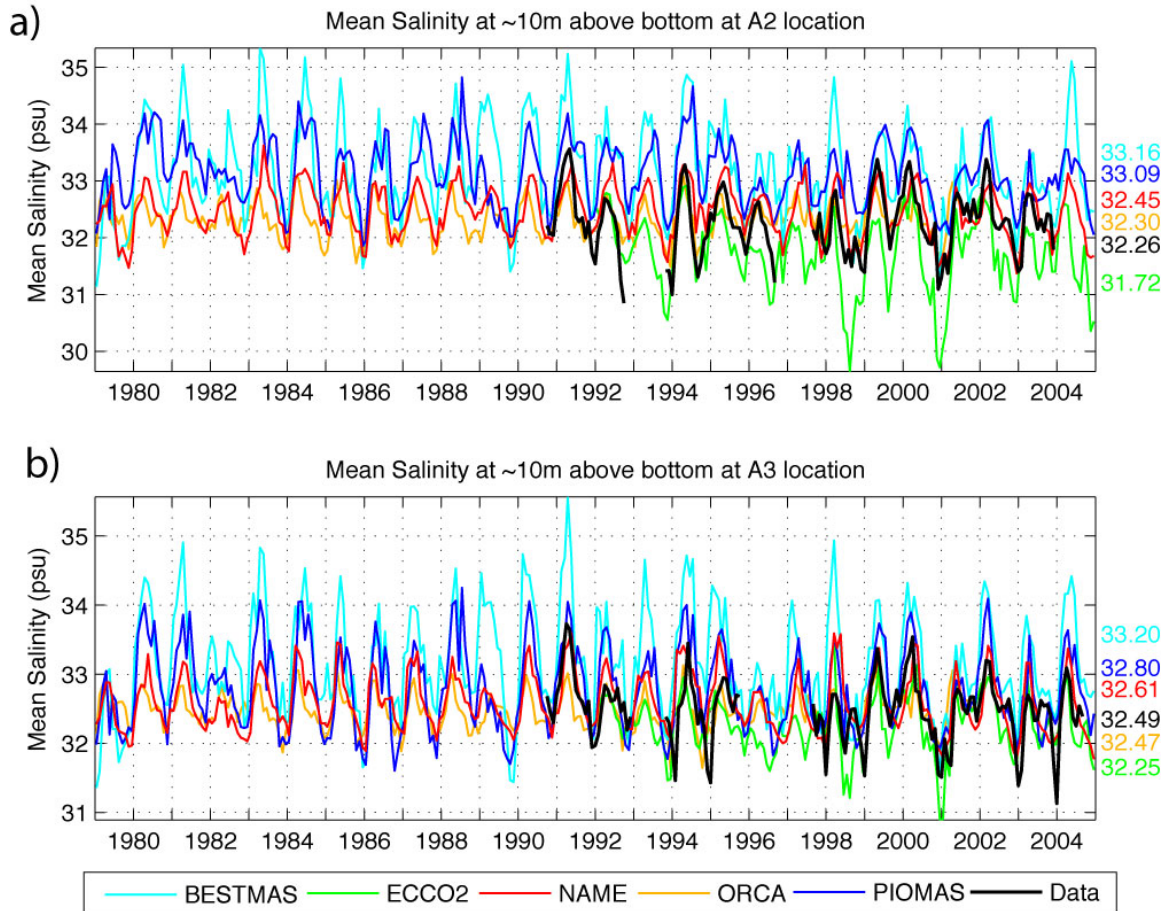 a)
Mean Salinity at ~10m above bottom at A2 location
Mean Salinity (psu)
35
34
33
32
31
30
33.16
33.09
32.45
32.30
32.26
31.72
1980 1982 1984 1986 1988 1990 1992 1994 1996 1998 2000 2002 2004
b)
Mean Salinity at ~10m above bottom at A3 location
Mean Salinity (psu)
35
34
33
32
31
33.20
32.80
32.61
32.49
32.47
32.25
1980 1982 1984 1986 1988 1990 1992 1994 1996 1998 2000 2002 2004
BESTMAS ECCO2 NAME ORCA PIOMAS Data